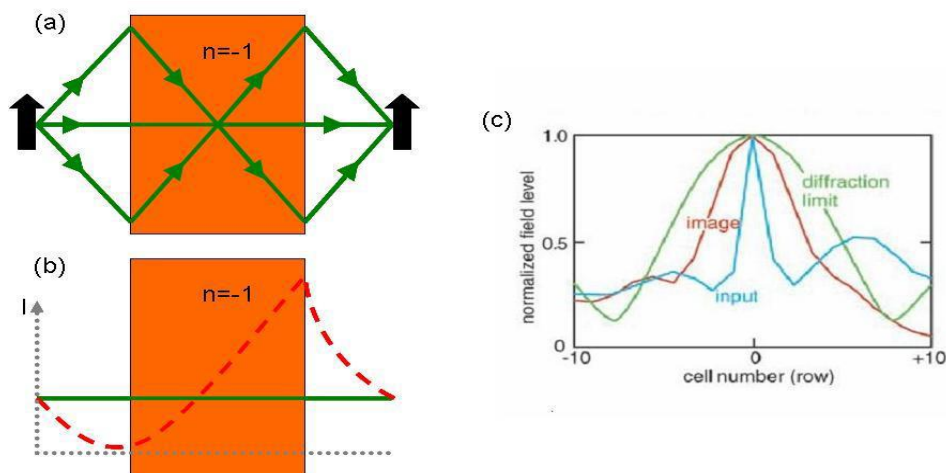 (a)
n=-1
(b)
n=-1
I
(c)
1.0
0.5
0
-10
0
+10
normalized field level
cell number (row)
diffraction
limit
image
input